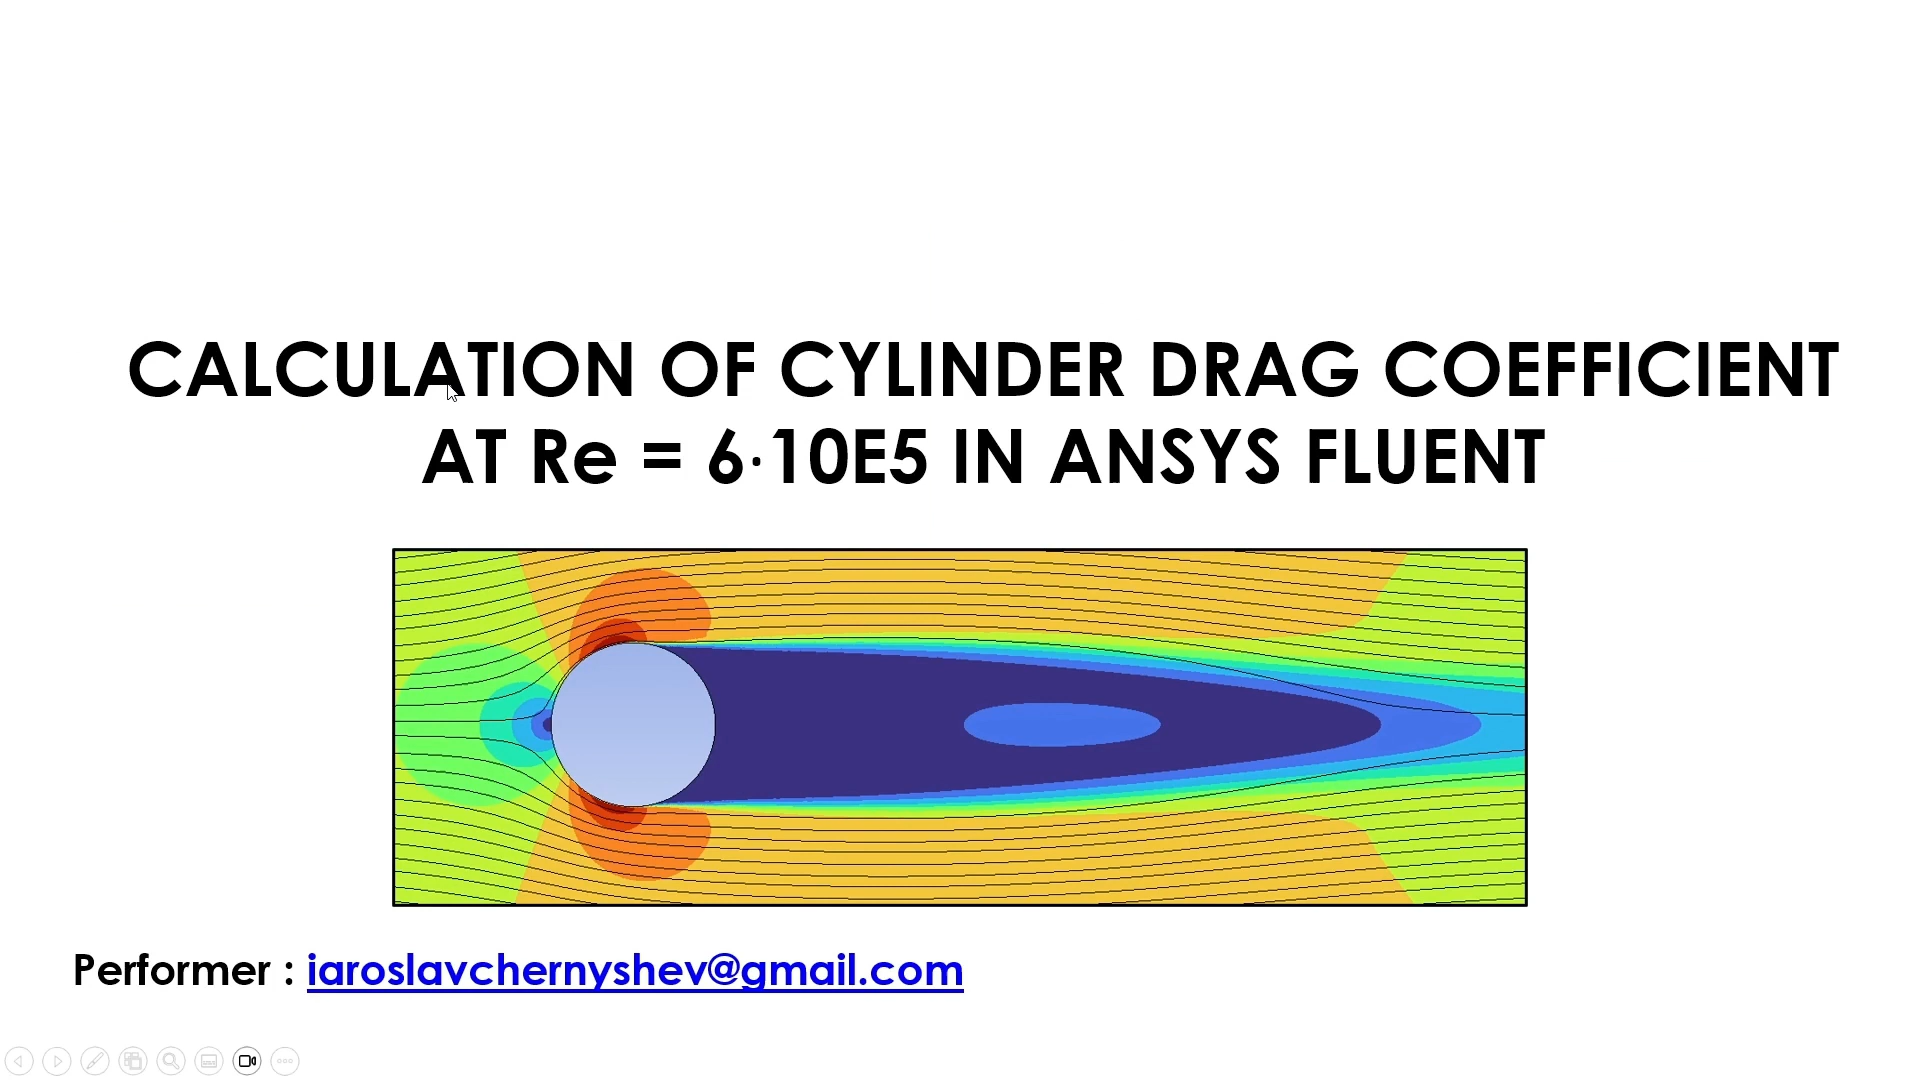 CALCULATION OF CYLINDER DRAG COEFFICIENT
AT Re = 6·10E5 IN ANSYS FLUENT
Performer : iaroslavchernyshev@gmail.com